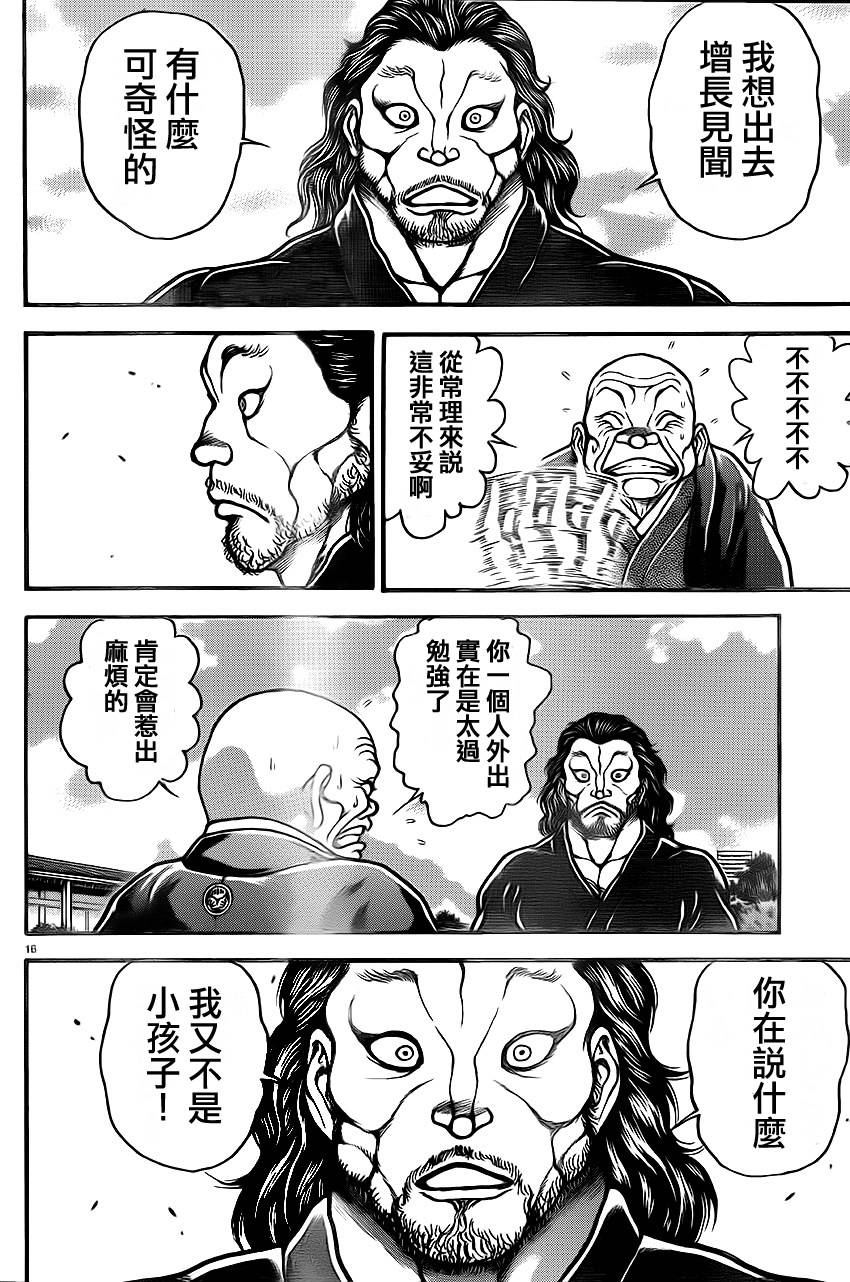 我想出去
增長見聞
有什麼
可奇怪的
不不不不不
從常理來說
這非常不妥啊
你一個人外出
實在是太過
勉強了
肯定會惹出
麻煩的
16
你在説什麼
我又不是
小孩子！